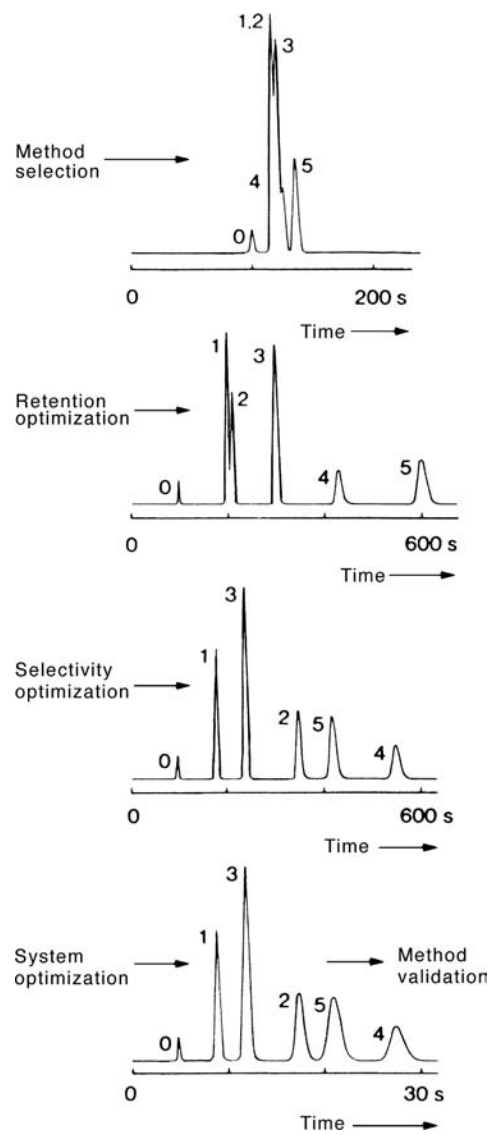 1.2
3
Method
selection
4
5
0
0
200 s
Time
1
2
3
Retention
optimization
0
4
5
0
600 s
Time
3
1
Selectivity
optimization
2
5
4
0
0
600 s
Time
3
1
System
optimization
Method
validation
2
5
4
0
0
30 s
Time